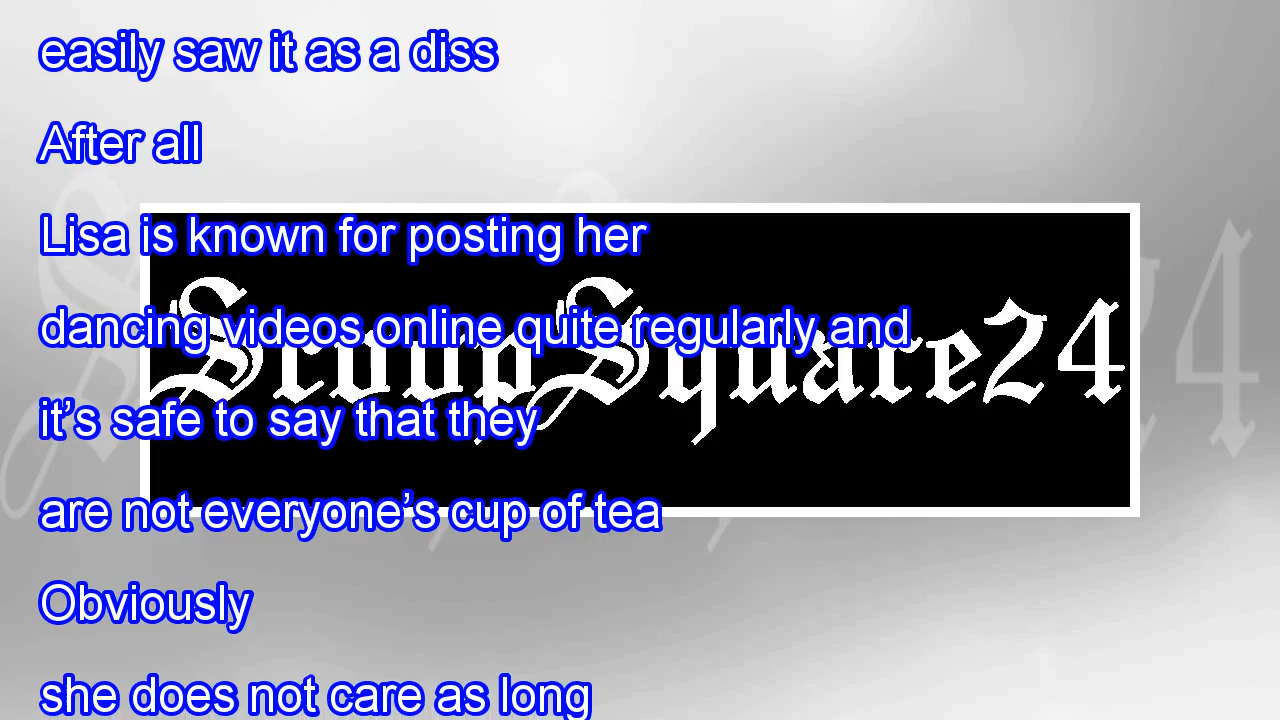 easily saw it as a diss
After all
Lisa is known for posting her
dancing videos online quite regularly and
ScoopSquare24
it’s safe to say that they
are not everyone’s cup of tea
Obviously
she does not care as long